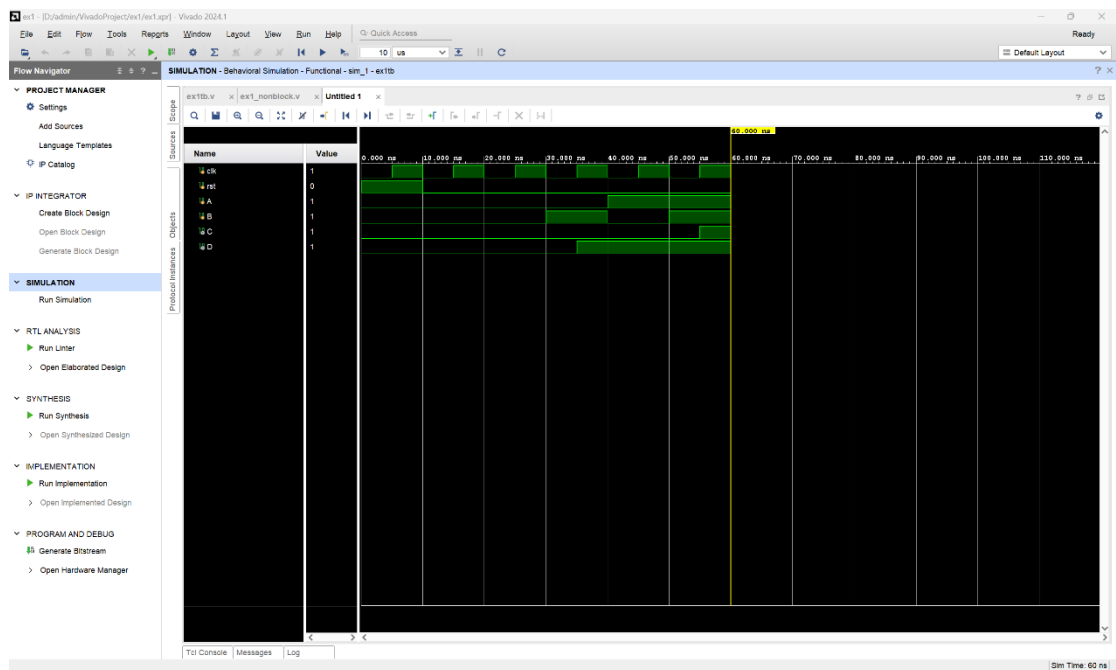 ex1 - [D:/admin/VivadoProject/ex1/ex1.xpr] - Vivado 2024.1
File Edit Flow Tools Reports Window Layout View Run Help Quick Access Ready
10 us Default Layout
Flow Navigator SIMULATION - Behavioral Simulation - Functional - sim_1 - ex1tb
PROJECT MANAGER
Settings
Add Sources
Language Templates
IP Catalog
IP INTEGRATOR
Create Block Design
Open Block Design
Generate Block Design
SIMULATION
Run Simulation
RTL ANALYSIS
Run Linter
Open Elaborated Design
SYNTHESIS
Run Synthesis
Open Synthesized Design
IMPLEMENTATION
Run Implementation
Open Implemented Design
PROGRAM AND DEBUG
Generate Bitstream
Open Hardware Manager
Scope
Sources
Objects
Protocol Instances
ex1tb.v ex1_nonblock.v Untitled 1
60.000 ns
Name Value 0.000 ns 10.000 ns 20.000 ns 30.000 ns 40.000 ns 50.000 ns 60.000 ns 70.000 ns 80.000 ns 90.000 ns 100.000 ns 110.000 ns
clk 1
rst 0
A 1
B 1
C 1
D 1
Tcl Console Messages Log
Sim Time: 60 ns